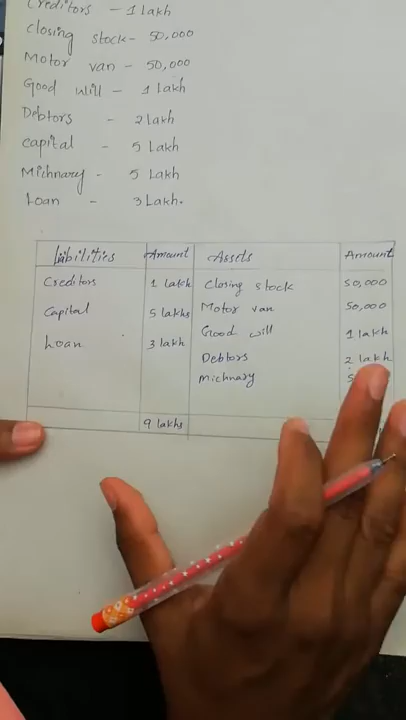 Creditors - 1 Lakh
Closing stock - 50,000
Motor van - 50,000
Good will - 1 Lakh
Debtors - 2 Lakh
Capital - 5 Lakh
Michnary - 5 Lakh
Loan - 3 Lakh.
Libilities Amount Assets Amount
Creditors 1 Lakh Closing stock 50,000
Capital 5 Lakhs Motor van 50,000
Loan 3 Lakh Good will 1 Lakh
Debtors 2 Lakh
Michnary 5
9 Lakhs